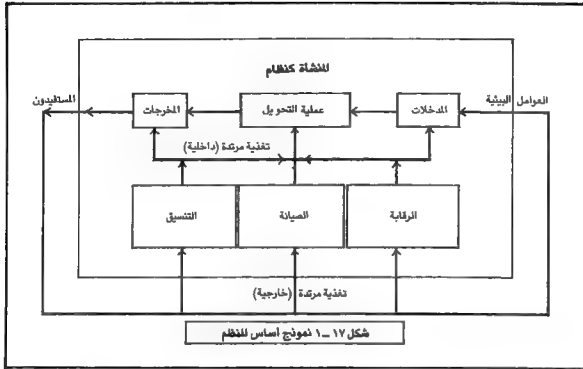 المنشأة كنظام
العوامل البيئية
المدخلات
عملية التحويل
المخرجات
المستفيدون
تغذية مرتدة (داخلية)
الرقابة
الصيانة
التنسيق
تغذية مرتدة (خارجية)
شكل ١٧ ــ ١ نموذج أساس للنظم